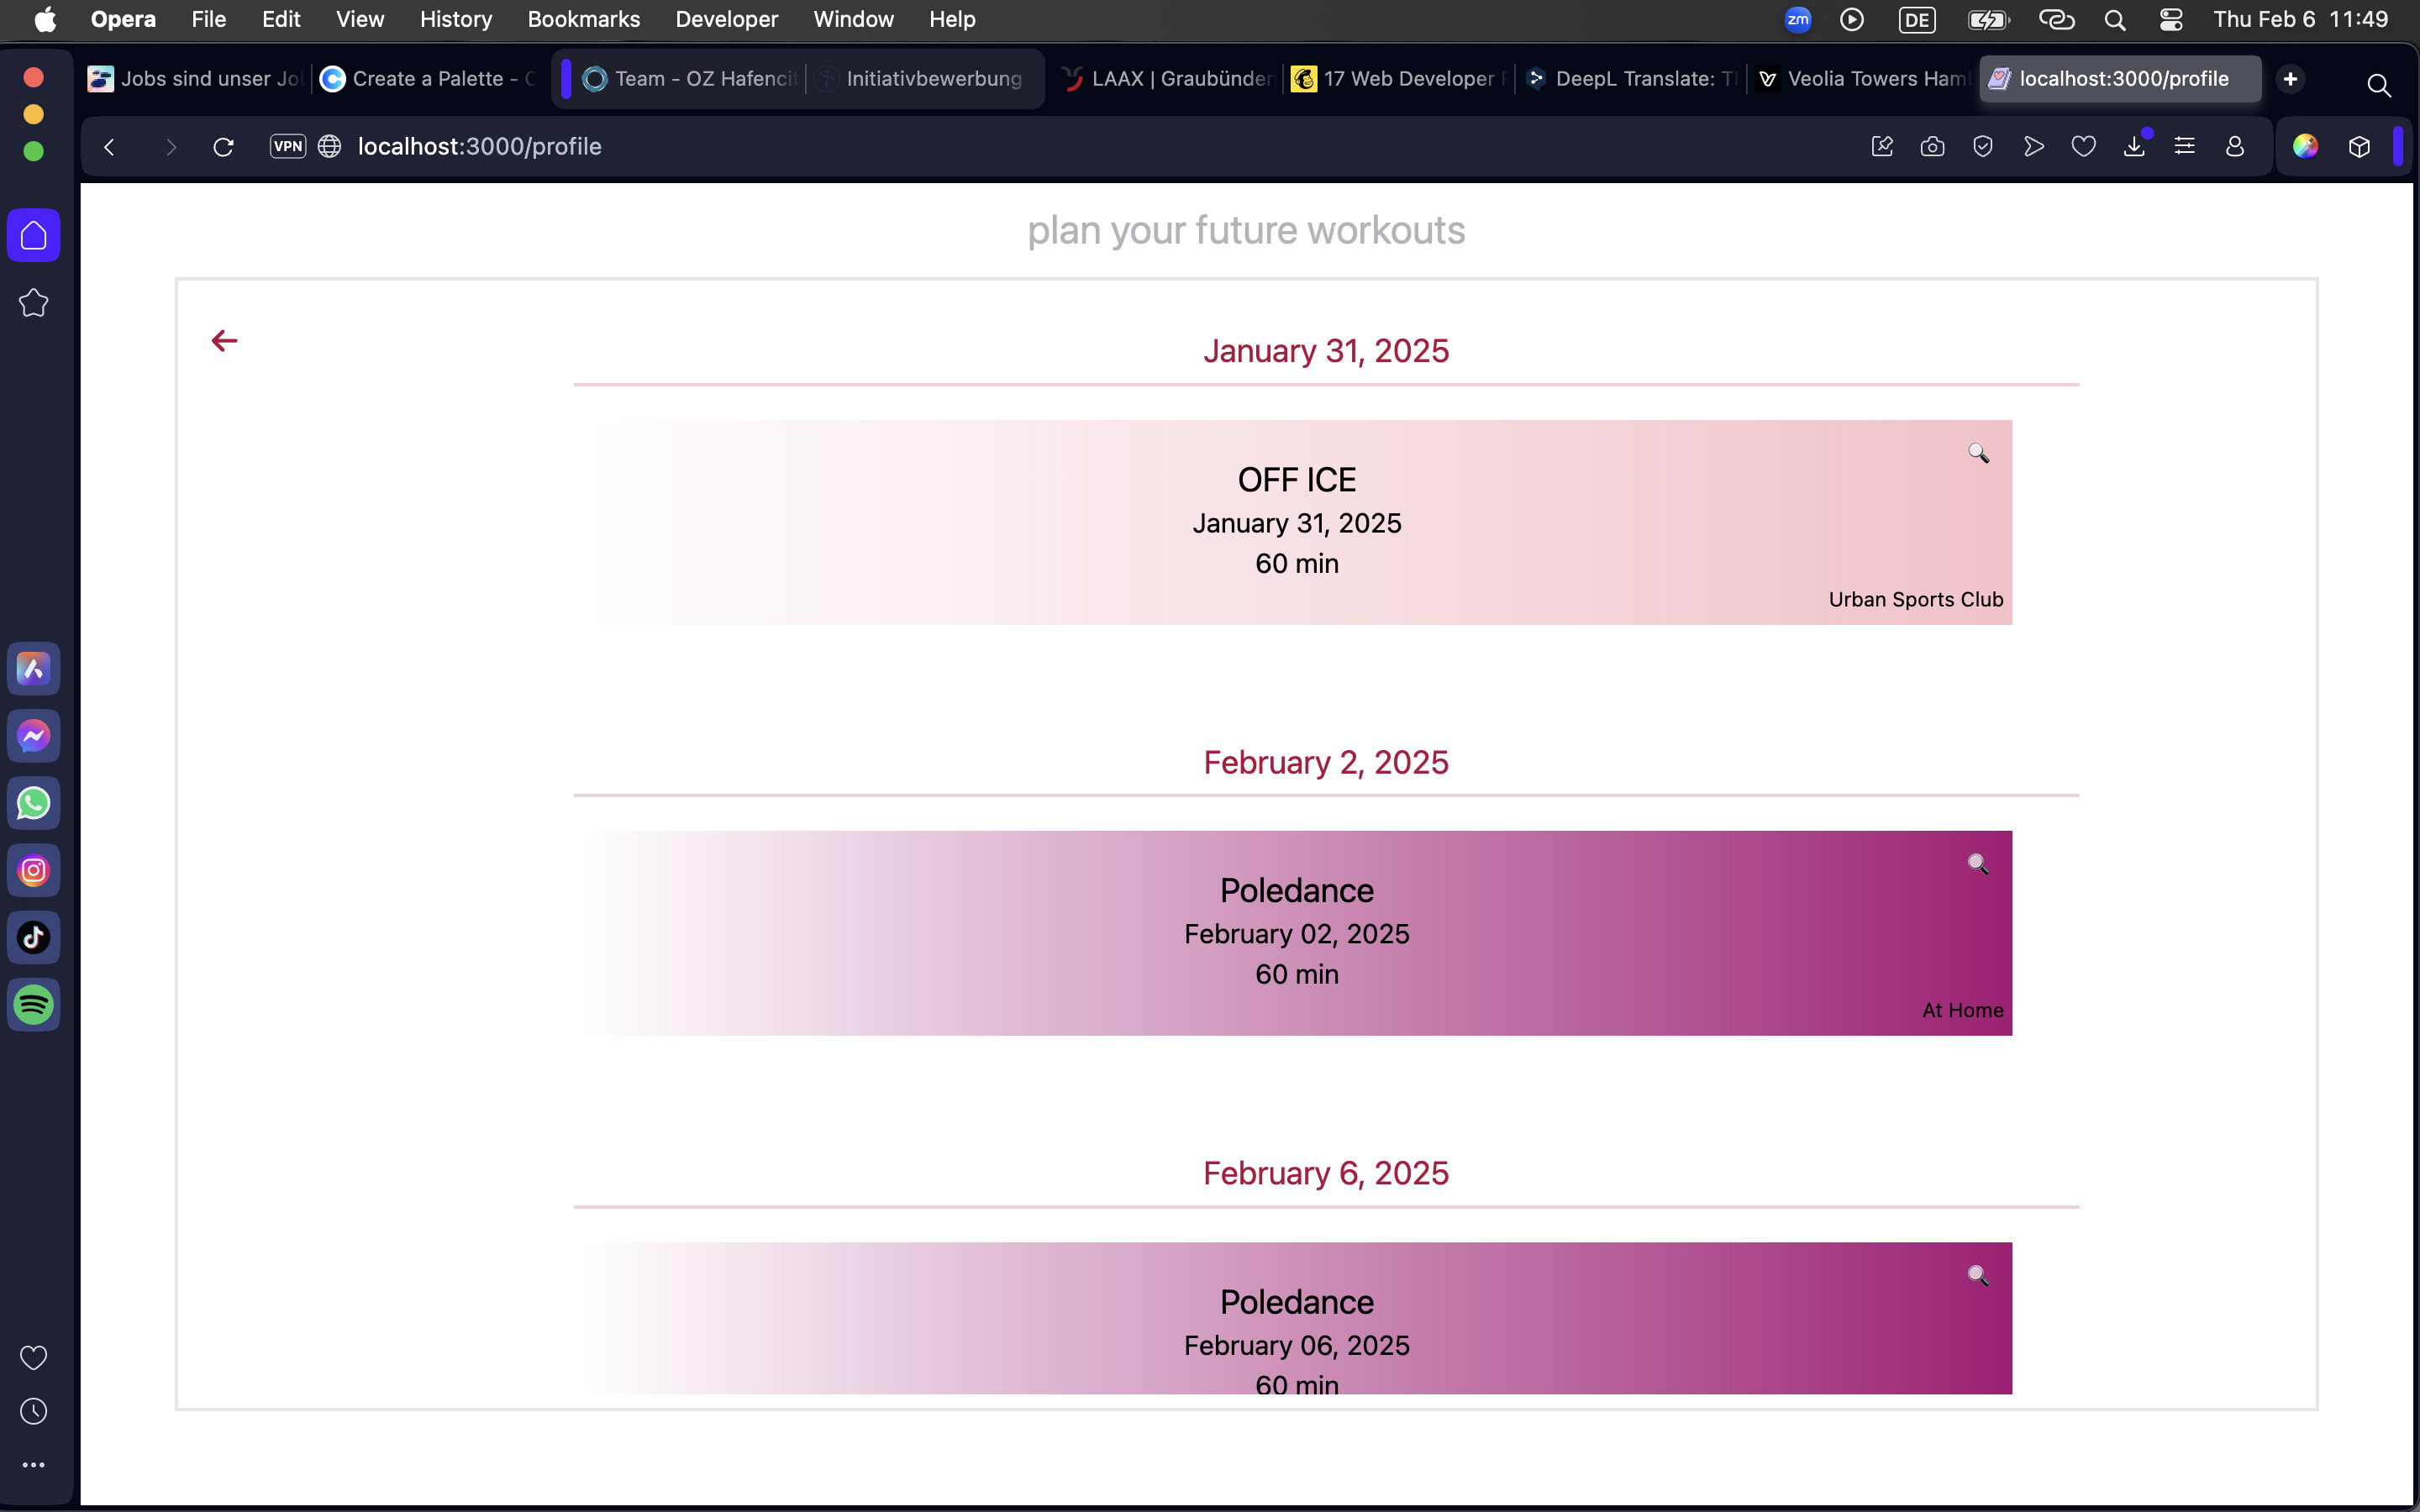 Opera File Edit View History Bookmarks Developer Window Help zm DE Thu Feb 6 11:49
Jobs sind unser Jo Create a Palette - C Team - OZ Hafencit Initiativbewerbung LAAX | Graubünden 17 Web Developer DeepL Translate: T Veolia Towers Ham localhost:3000/profile
VPN localhost:3000/profile
plan your future workouts
January 31, 2025
OFF ICE
January 31, 2025
60 min
Urban Sports Club
February 2, 2025
Poledance
February 02, 2025
60 min
At Home
February 6, 2025
Poledance
February 06, 2025
60 min